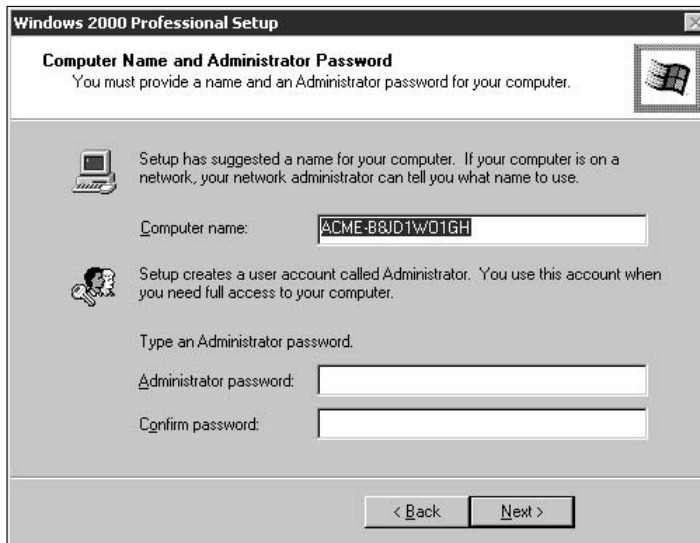 Windows 2000 Professional Setup
Computer Name and Administrator Password
You must provide a name and an Administrator password for your computer.
Setup has suggested a name for your computer. If your computer is on a
network, your network administrator can tell you what name to use.
Computer name:
ACME-B8JD1WO1GH
Setup creates a user account called Administrator. You use this account when
you need full access to your computer.
Type an Administrator password.
Administrator password:
Confirm password:
< Back
Next >